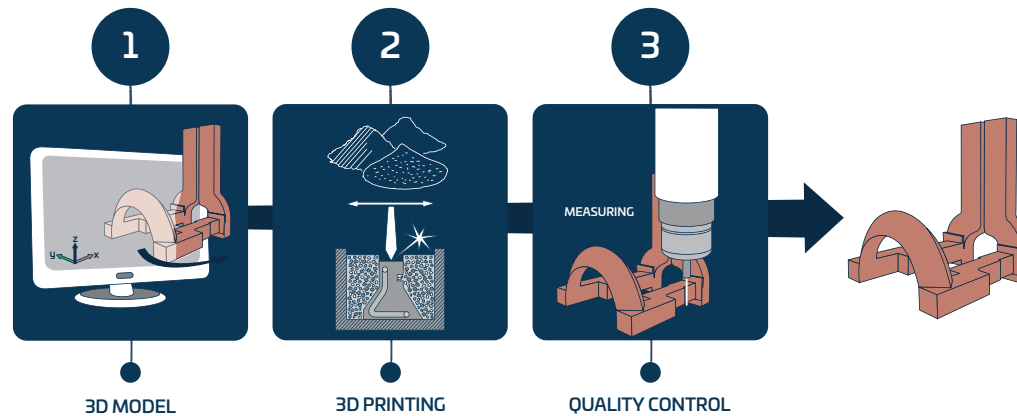 1
2
3
z
y
x
MEASURING
3D MODEL
3D PRINTING
QUALITY CONTROL